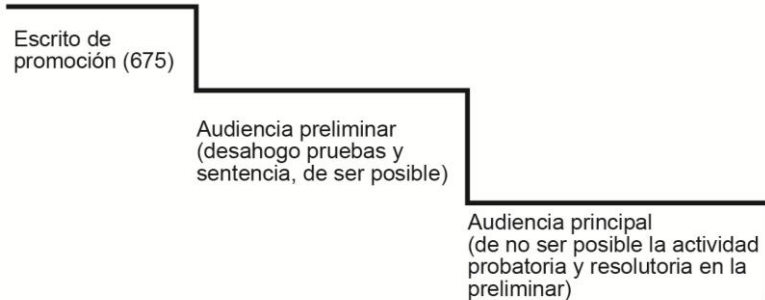 Escrito de
promoción (675)
Audiencia preliminar
(desahogo pruebas y
sentencia, de ser posible)
Audiencia principal
(de no ser posible la actividad
probatoria y resolutoria en la
preliminar)